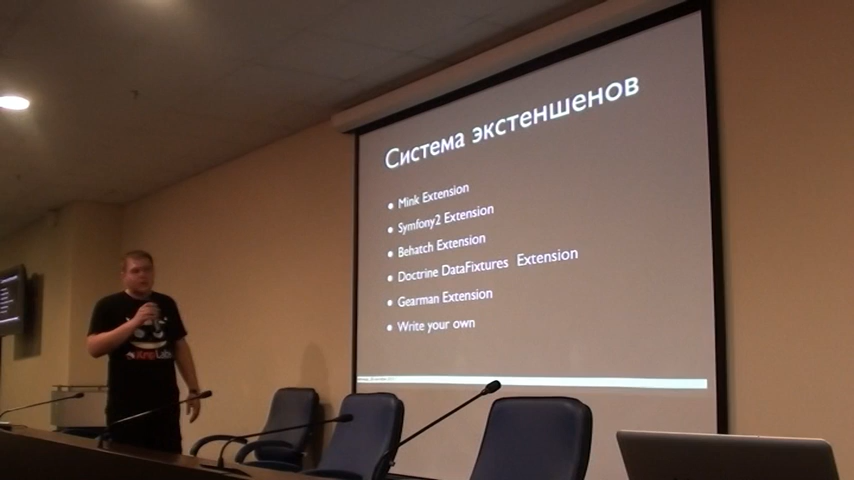 Система экстеншенов
Mink Extension
Symfony2 Extension
Behatch Extension
Doctrine DataFixtures Extension
Gearman Extension
Write your own